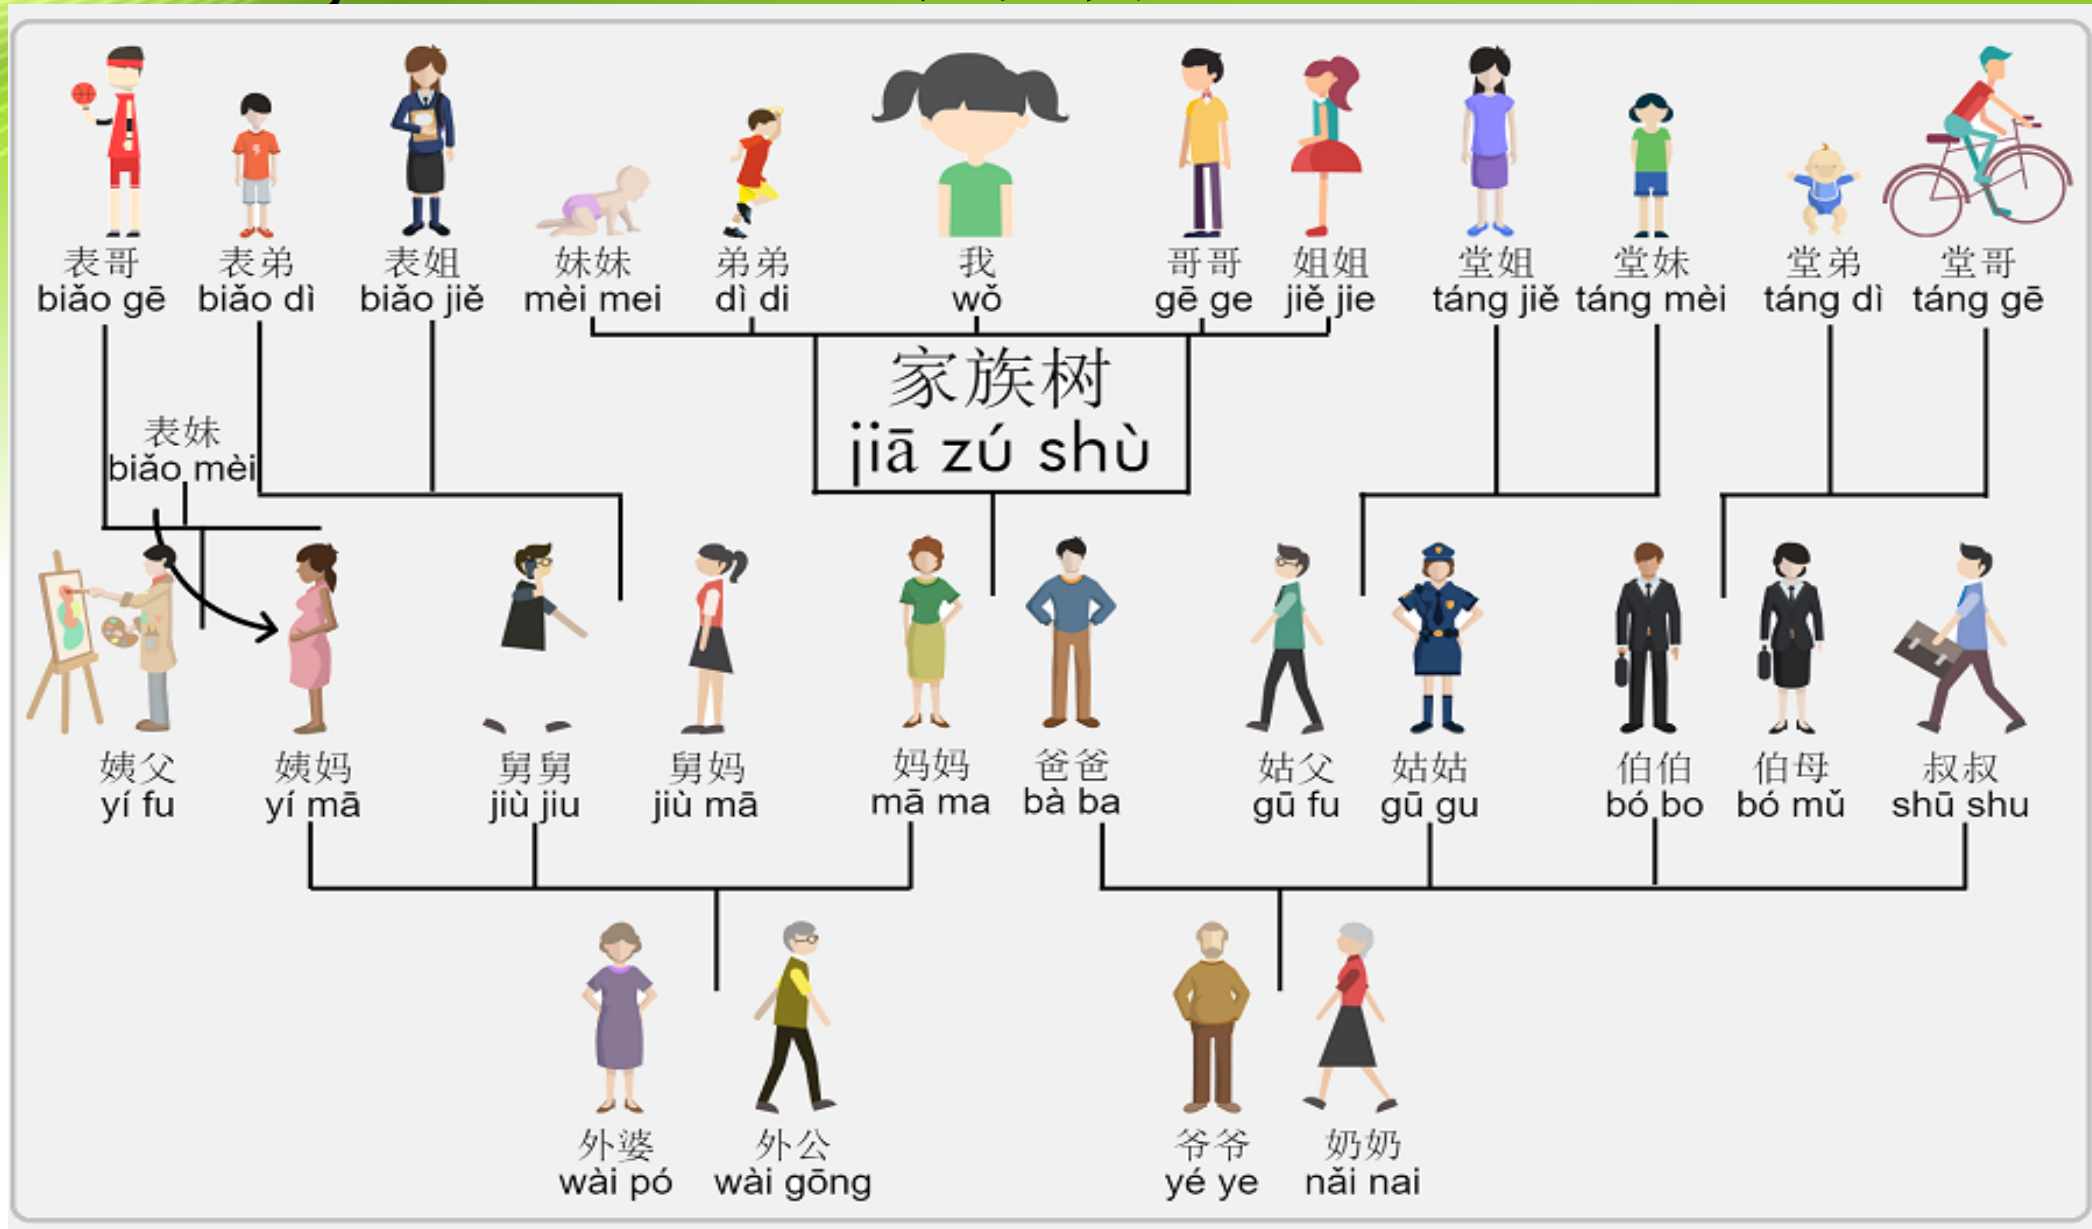 表哥 表弟 表姐 妹妹 弟弟 我 哥哥 姐姐 堂姐 堂妹 堂弟 堂哥
biǎo gē biǎo dì biǎo jiě mèi mei dì di wǒ gē ge jiě jie táng jiě táng mèi táng dì táng gē
家族树
jiā zú shù
表妹
biǎo mèi
姨父 姨妈 舅舅 舅妈 妈妈 爸爸 姑父 姑姑 伯伯 伯母 叔叔
yí fu yí mā jiù jiu jiù mā mā ma bà ba gū fu gū gu bó bo bó mǔ shū shu
外婆 外公 爷爷 奶奶
wài pó wài gōng yé ye nǎi nai